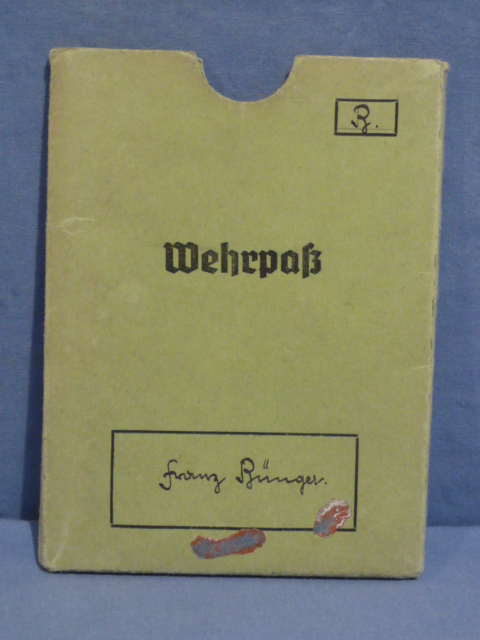 B.
Wehrpaß
Franz Bünger.